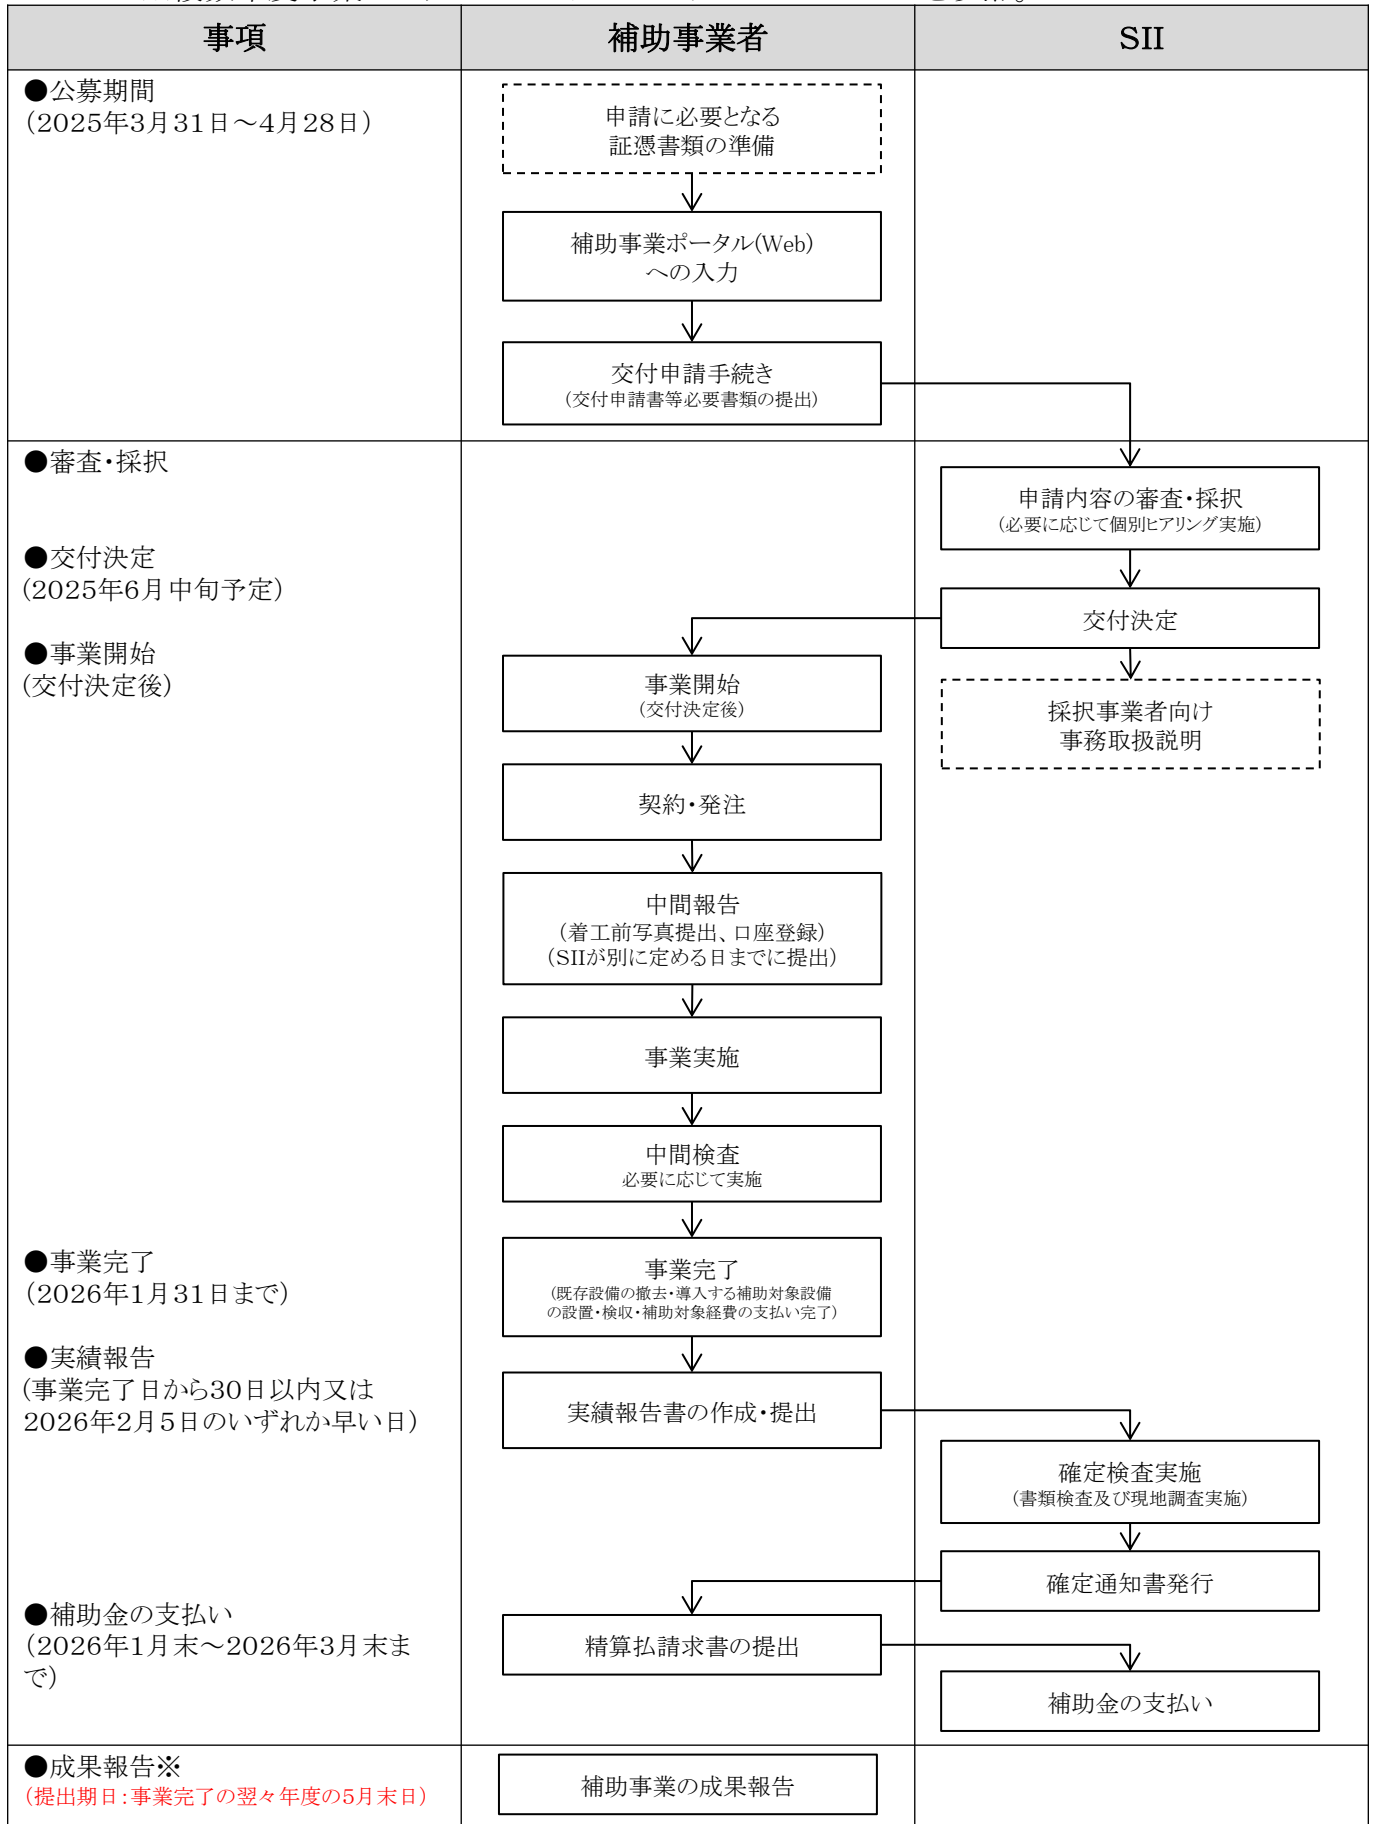 事項
補助事業者
SII
●公募期間
(2025年3月31日～4月28日)
申請に必要となる
証憑書類の準備
補助事業ポータル(Web)
への入力
交付申請手続き
(交付申請書等必要書類の提出)
●審査・採択
申請内容の審査・採択
(必要に応じて個別ヒアリング実施)
●交付決定
(2025年6月中旬予定)
交付決定
●事業開始
(交付決定後)
事業開始
(交付決定後)
採択事業者向け
事務取扱説明
契約・発注
中間報告
(着工前写真提出、口座登録)
(SIIが別に定める日までに提出)
事業実施
中間検査
必要に応じて実施
●事業完了
(2026年1月31日まで)
事業完了
(既存設備の撤去・導入する補助対象設備
の設置・検収・補助対象経費の支払い完了)
●実績報告
(事業完了日から30日以内又は
2026年2月5日のいずれか早い日)
実績報告書の作成・提出
確定検査実施
(書類検査及び現地調査実施)
確定通知書発行
●補助金の支払い
(2026年1月末～2026年3月末ま
で)
精算払請求書の提出
補助金の支払い
●成果報告※
(提出期日:事業完了の翌々年度の5月末日)
補助事業の成果報告